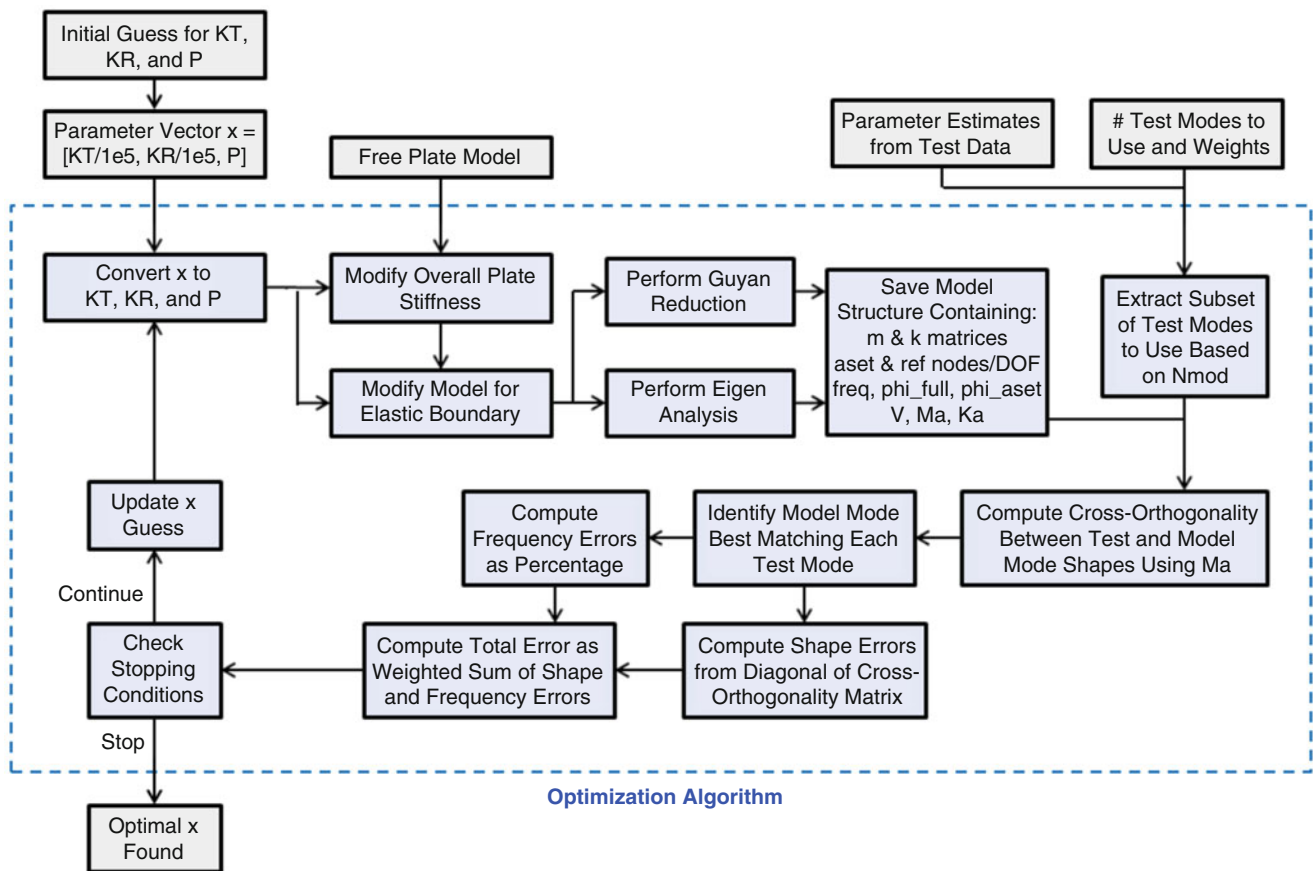 Initial Guess for KT,
KR, and P
Parameter Vector x =
[KT/1e5, KR/1e5, P]
Free Plate Model
Parameter Estimates
from Test Data
# Test Modes to
Use and Weights
Convert x to
KT, KR, and P
Modify Overall Plate
Stiffness
Modify Model for
Elastic Boundary
Perform Guyan
Reduction
Perform Eigen
Analysis
Save Model
Structure Containing:
m & k matrices
aset & ref nodes/DOF
freq, phi_full, phi_aset
V, Ma, Ka
Extract Subset
of Test Modes
to Use Based
on Nmod
Update x
Guess
Compute
Frequency Errors
as Percentage
Identify Model Mode
Best Matching Each
Test Mode
Compute Cross-Orthogonality
Between Test and Model
Mode Shapes Using Ma
Continue
Check
Stopping
Conditions
Compute Total Error as
Weighted Sum of Shape
and Frequency Errors
Compute Shape Errors
from Diagonal of Cross-
Orthogonality Matrix
Stop
Optimization Algorithm
Optimal x
Found